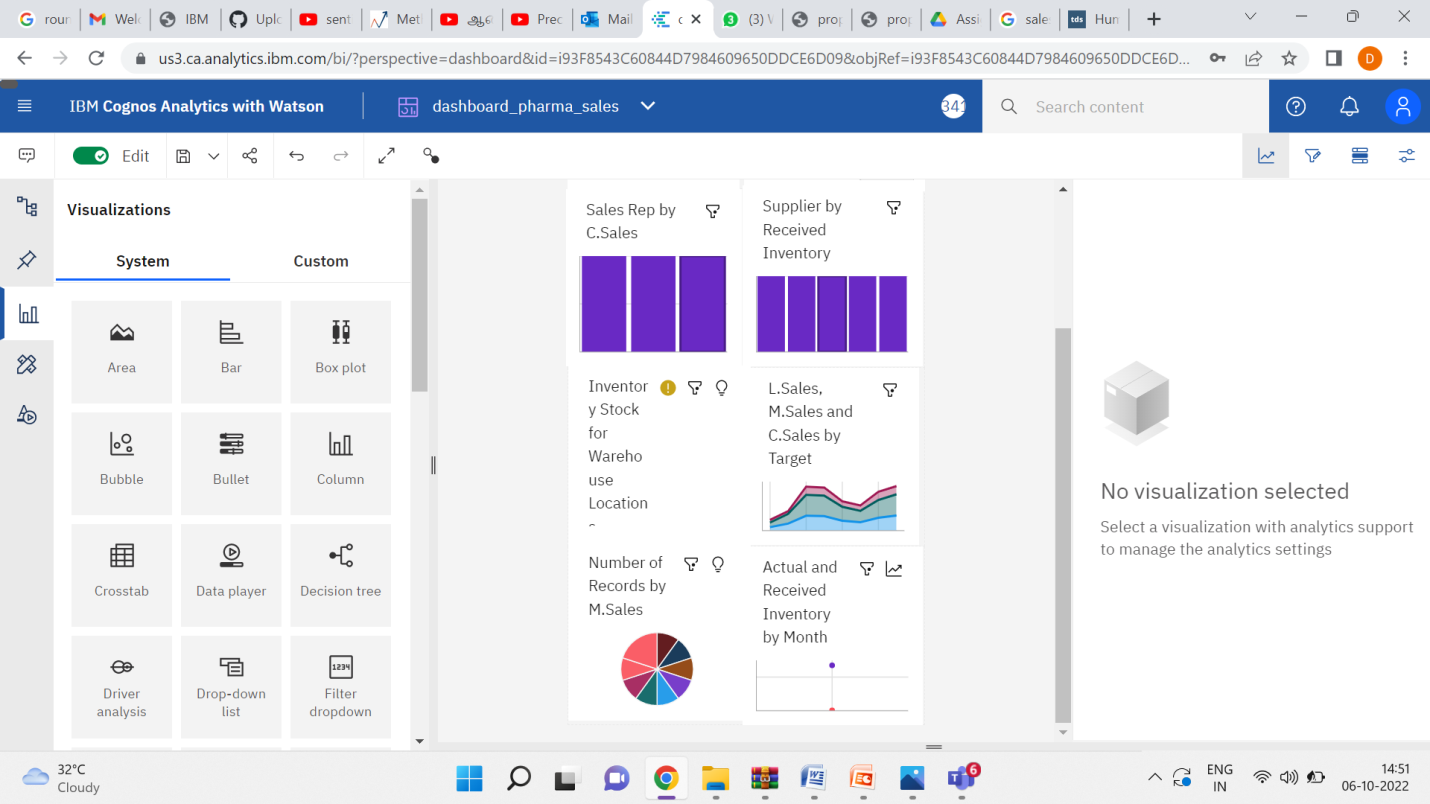 roun
Welc
IBM
Uplo
sent
Metl
ஆல
Prec
Mail
c
(3) V
prop
prop
Assi
sale
tds
Hun
us3.ca.analytics.ibm.com/bi/?perspective=dashboard&id=i93F8543C60844D7984609650DDCE6D09&objRef=i93F8543C60844D7984609650DDCE6D...
D
IBM Cognos Analytics with Watson
dashboard_pharma_sales
341
Search content
Edit
Visualizations
System
Custom
Area
Bar
Box plot
Bubble
Bullet
Column
Crosstab
Data player
Decision tree
Driver
analysis
Drop-down
list
1234
Filter
dropdown
Sales Rep by
C.Sales
Supplier by
Received
Inventory
Inventor
y Stock
for
Wareho
use
Location
L.Sales,
M.Sales and
C.Sales by
Target
Number of
Records by
M.Sales
Actual and
Received
Inventory
by Month
No visualization selected
Select a visualization with analytics support
to manage the analytics settings
32°C
Cloudy
6
ENG
IN
14:51
06-10-2022